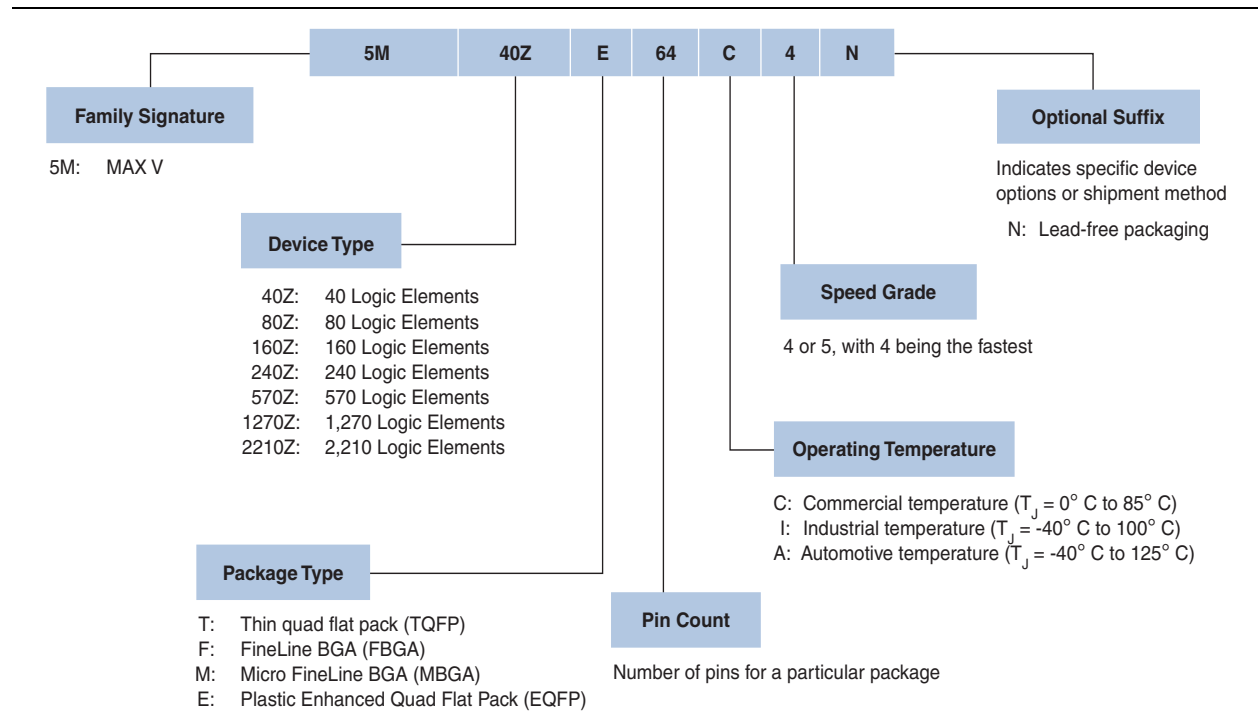 5M 40Z E 64 C 4 N
Family Signature
5M: MAX V
Optional Suffix
Indicates specific device
options or shipment method
N: Lead-free packaging
Device Type
40Z: 40 Logic Elements
80Z: 80 Logic Elements
160Z: 160 Logic Elements
240Z: 240 Logic Elements
570Z: 570 Logic Elements
1270Z: 1,270 Logic Elements
2210Z: 2,210 Logic Elements
Speed Grade
4 or 5, with 4 being the fastest
Operating Temperature
C: Commercial temperature (TJ = 0° C to 85° C)
I: Industrial temperature (TJ = -40° C to 100° C)
A: Automotive temperature (TJ = -40° C to 125° C)
Package Type
T: Thin quad flat pack (TQFP)
F: FineLine BGA (FBGA)
M: Micro FineLine BGA (MBGA)
E: Plastic Enhanced Quad Flat Pack (EQFP)
Pin Count
Number of pins for a particular package